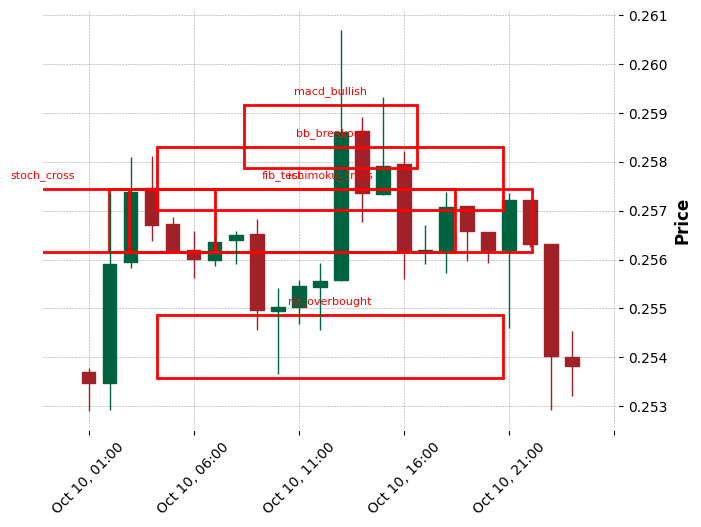 0.261
0.260
macd_bullish
0.259
bb_breakout
0.258
stoch_cross
fib_test
ichimoku_cross
0.257
Price
0.256
0.255
rsi_overbought
0.254
0.253
Oct 10, 01:00
Oct 10, 06:00
Oct 10, 11:00
Oct 10, 16:00
Oct 10, 21:00